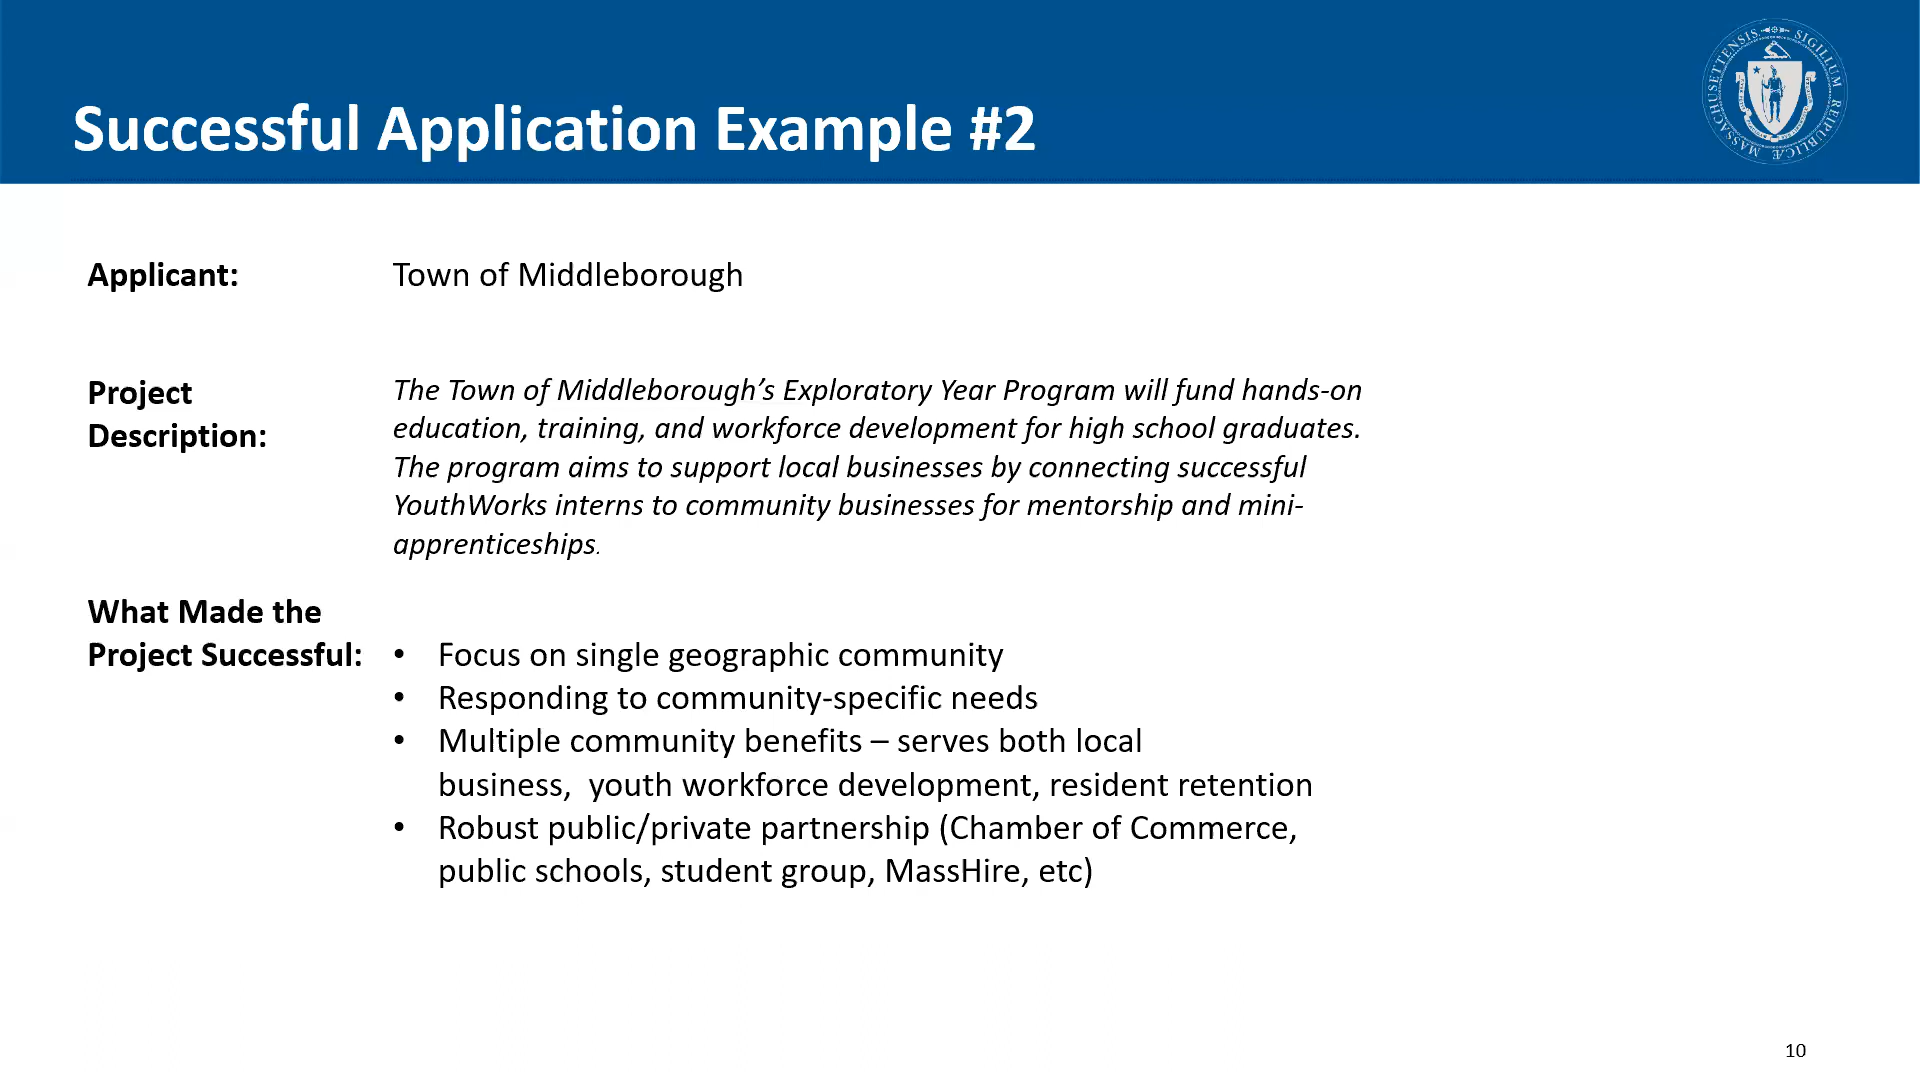 Successful Application Example #2
MASSACHUSETTENSIS. SIGILLUM REIPUBLICÆ
Applicant: Town of Middleborough
Project Description:
The Town of Middleborough’s Exploratory Year Program will fund hands-on
education, training, and workforce development for high school graduates.
The program aims to support local businesses by connecting successful
YouthWorks interns to community businesses for mentorship and mini-
apprenticeships.
What Made the
Project Successful:
• Focus on single geographic community
• Responding to community-specific needs
• Multiple community benefits – serves both local
business,  youth workforce development, resident retention
• Robust public/private partnership (Chamber of Commerce,
public schools, student group, MassHire, etc)
10